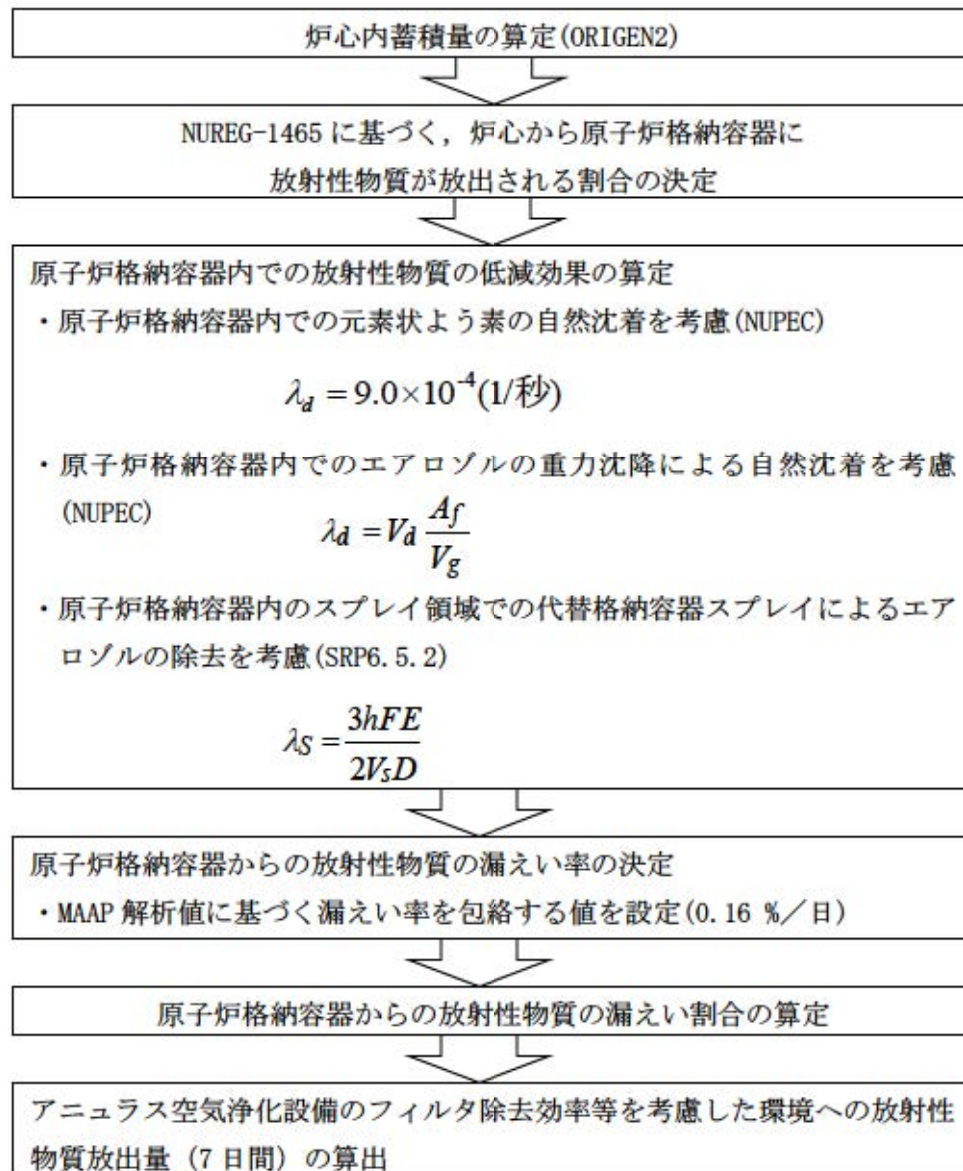 炉心内蓄積量の算定(ORIGEN2)
NUREG-1465 に基づく，炉心から原子炉格納容器に
放射性物質が放出される割合の決定
原子炉格納容器内での放射性物質の低減効果の算定
・原子炉格納容器内での元素状よう素の自然沈着を考慮(NUPEC)
λd = 9.0×10⁻⁴(1/秒)
・原子炉格納容器内でのエアロゾルの重力沈降による自然沈着を考慮
(NUPEC)
λd = Vd Af/Vg
・原子炉格納容器内のスプレイ領域での代替格納容器スプレイによるエア
ロゾルの除去を考慮(SRP6.5.2)
λS = 3hFE/2VsD
原子炉格納容器からの放射性物質の漏えい率の決定
・MAAP 解析値に基づく漏えい率を包絡する値を設定(0.16 %／日)
原子炉格納容器からの放射性物質の漏えい割合の算定
アニュラス空気浄化設備のフィルタ除去効率等を考慮した環境への放射性
物質放出量（7 日間）の算出